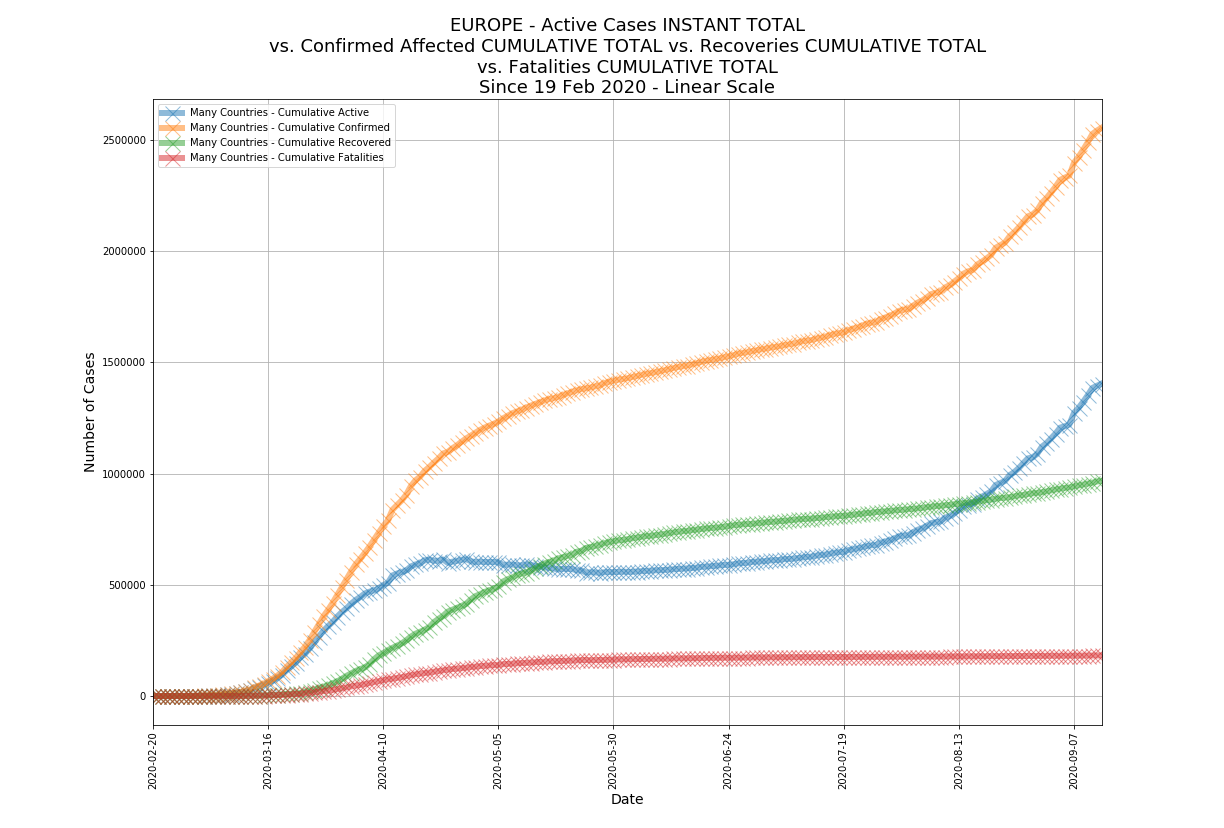 EUROPE - Active Cases INSTANT TOTAL
vs. Confirmed Affected CUMULATIVE TOTAL vs. Recoveries CUMULATIVE TOTAL
vs. Fatalities CUMULATIVE TOTAL
Since 19 Feb 2020 - Linear Scale
Many Countries - Cumulative Active
Many Countries - Cumulative Confirmed
Many Countries - Cumulative Recovered
Many Countries - Cumulative Fatalities
Number of Cases
2500000
2000000
1500000
1000000
500000
0
2020-02-20
2020-03-16
2020-04-10
2020-05-05
2020-05-30
2020-06-24
2020-07-19
2020-08-13
2020-09-07
Date